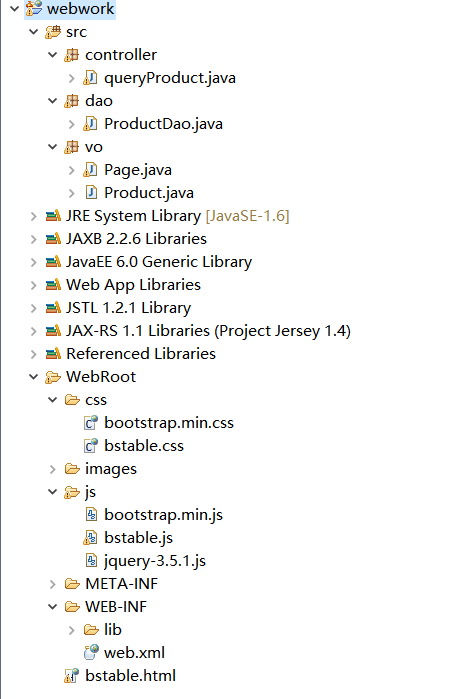 webwork
src
controller
queryProduct.java
dao
ProductDao.java
vo
Page.java
Product.java
JRE System Library [JavaSE-1.6]
JAXB 2.2.6 Libraries
JavaEE 6.0 Generic Library
Web App Libraries
JSTL 1.2.1 Library
JAX-RS 1.1 Libraries (Project Jersey 1.4)
Referenced Libraries
WebRoot
css
bootstrap.min.css
bstable.css
images
js
bootstrap.min.js
bstable.js
jquery-3.5.1.js
META-INF
WEB-INF
lib
web.xml
bstable.html